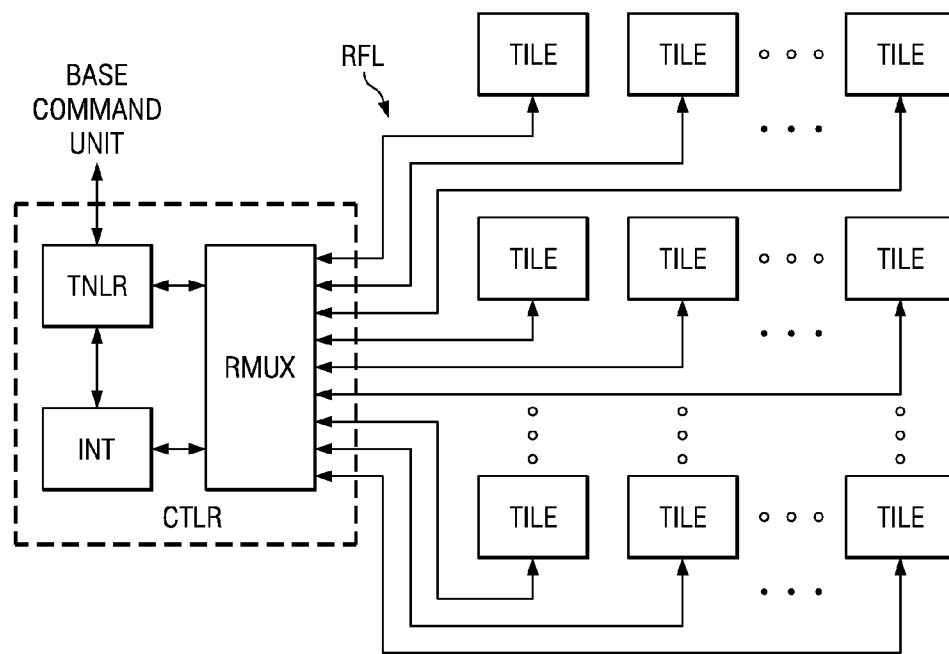 BASE
COMMAND
UNIT
RFL
TILE
TILE
TILE
TNLR
RMUX
INT
CTLR
TILE
TILE
TILE
TILE
TILE
TILE